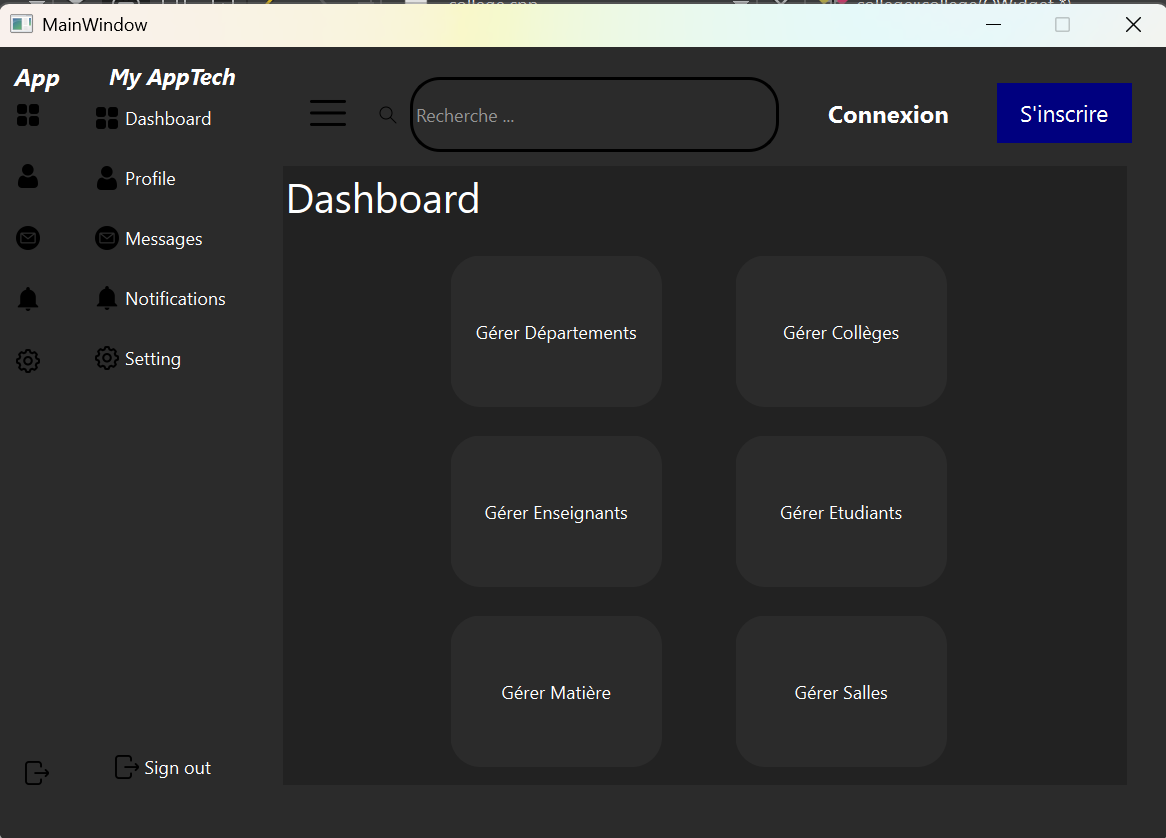 MainWindow
App
My AppTech
Dashboard
Profile
Messages
Notifications
Setting
Sign out
Recherche ...
Connexion
S'inscrire
Dashboard
Gérer Départements
Gérer Collèges
Gérer Enseignants
Gérer Etudiants
Gérer Matière
Gérer Salles